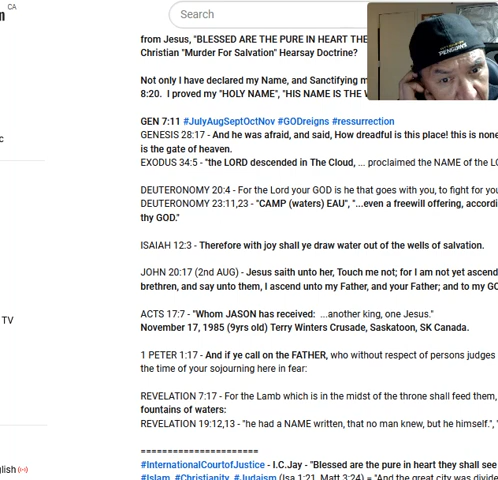 CA
Search
from Jesus, "BLESSED ARE THE PURE IN HEART THE
Christian "Murder For Salvation" Hearsay Doctrine?
Not only I have declared my Name, and Sanctifying m
8:20. I proved my "HOLY NAME", "HIS NAME IS THE
PENGUINS
GEN 7:11 #JulyAugSeptOctNov #GODreigns #ressurection
GENESIS 28:17 - And he was afraid, and said, How dreadful is this place! this is none
is the gate of heaven.
EXODUS 34:5 - "the LORD descended in The Cloud, ... proclaimed the NAME of the
DEUTERONOMY 20:4 - For the Lord your GOD is he that goes with you, to fight for you
DEUTERONOMY 23:11,23 - "CAMP (waters) EAU", "...even a freewill offering, accordi
thy GOD."
ISAIAH 12:3 - Therefore with joy shall ye draw water out of the wells of salvation.
JOHN 20:17 (2nd AUG) - Jesus saith unto her, Touch me not; for I am not yet ascend
brethren, and say unto them, I ascend unto my Father, and your Father; and to my
TV
ACTS 17:7 - "Whom JASON has received: ...another king, one Jesus."
November 17, 1985 (9yrs old) Terry Winters Crusade, Saskatoon, SK Canada.
1 PETER 1:17 - And if ye call on the FATHER, who without respect of persons judges
the time of your sojourning here in fear:
REVELATION 7:17 - For the Lamb which is in the midst of the throne shall feed them,
fountains of waters:
REVELATION 19:12,13 - "he had a NAME written, that no man knew, but he himself.",
======================
glish
#InternationalCourtofJustice - I.C.Jay - "Blessed are the pure in heart they shall see
#Islam, #Christianity, #Judaism (Isa 1:21, Matt 3:24) = "And the great city was divide